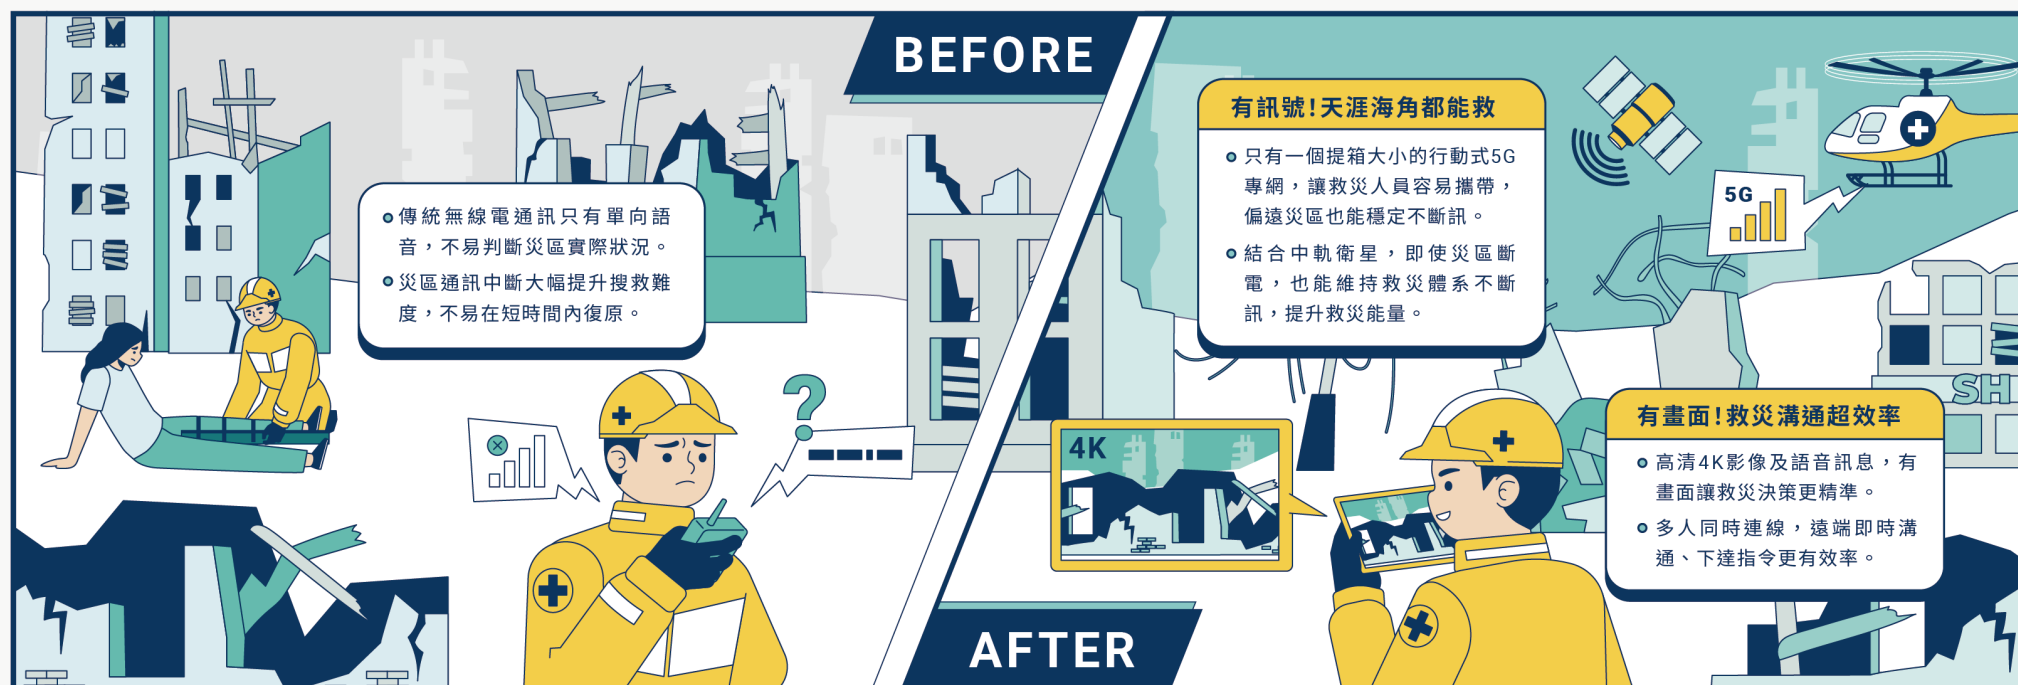 BEFORE
傳統無線電通訊只有單向語
音，不易判斷災區實際狀況。
災區通訊中斷大幅提升搜救難
度，不易在短時間內復原。
?
有訊號!天涯海角都能救
只有一個提箱大小的行動式5G
專網，讓救災人員容易攜帶，
偏遠災區也能穩定不斷訊。
結合中軌衛星，即使災區斷
電，也能維持救災體系不斷
訊，提升救災能量。
5G
SH
4K
有畫面!救災溝通超效率
高清4K影像及語音訊息，有
畫面讓救災決策更精準。
多人同時連線，遠端即時溝
通、下達指令更有效率。
AFTER